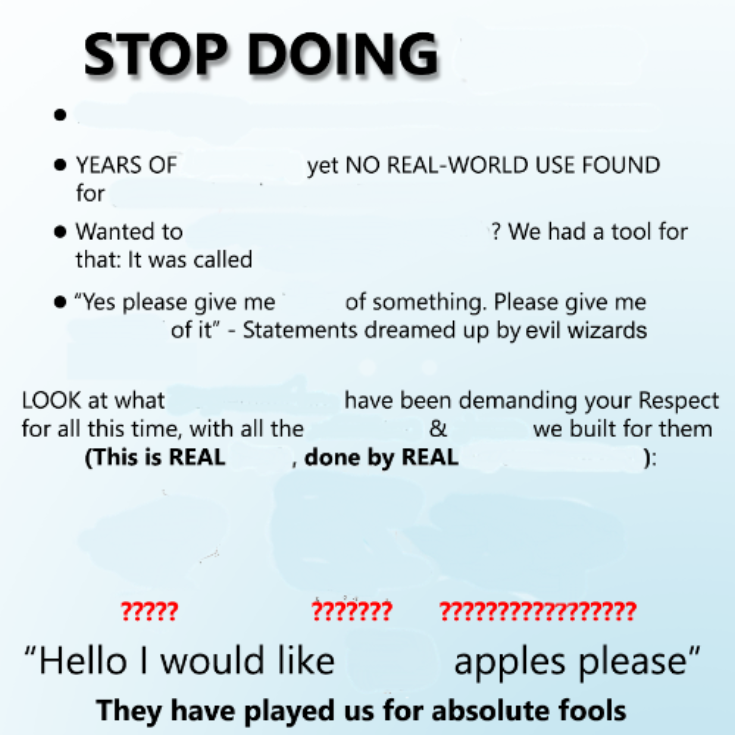 STOP DOING
●
● YEARS OF yet NO REAL-WORLD USE FOUND
for
● Wanted to ? We had a tool for
that: It was called
● “Yes please give me of something. Please give me
of it” - Statements dreamed up by evil wizards
LOOK at what have been demanding your Respect
for all this time, with all the & we built for them
(This is REAL , done by REAL ):
????? ??????? ?????????????????
“Hello I would like apples please”
They have played us for absolute fools